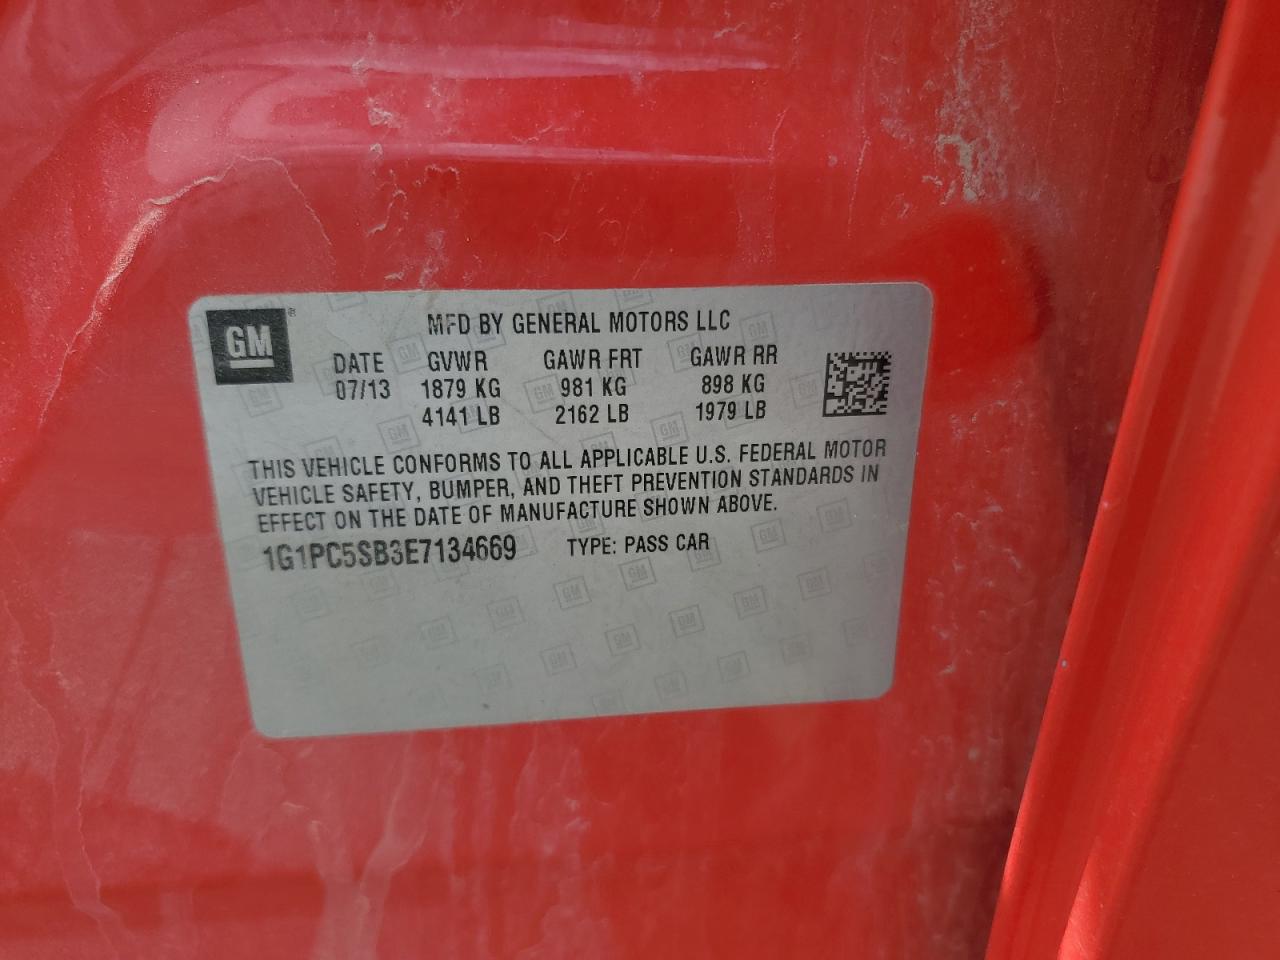 GM ®
MFD BY GENERAL MOTORS LLC
DATE GVWR GAWR FRT GAWR RR
07/13 1879 KG 981 KG 898 KG
4141 LB 2162 LB 1979 LB
THIS VEHICLE CONFORMS TO ALL APPLICABLE U.S. FEDERAL MOTOR
VEHICLE SAFETY, BUMPER, AND THEFT PREVENTION STANDARDS IN
EFFECT ON THE DATE OF MANUFACTURE SHOWN ABOVE.
1G1PC5SB3E7134669 TYPE: PASS CAR